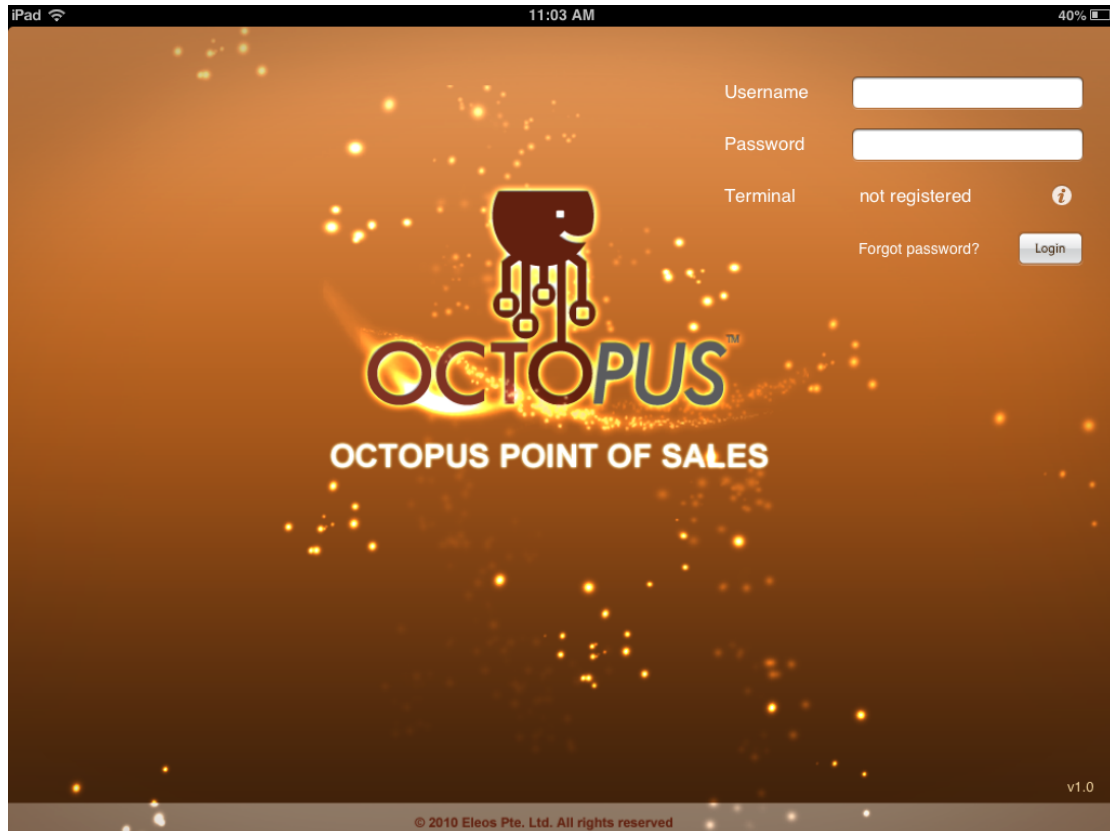 iPad 11:03 AM 40%
Username
Password
Terminal not registered i
Forgot password? Login
OCTOPUS™
OCTOPUS POINT OF SALES
v1.0
© 2010 Eleos Pte. Ltd. All rights reserved